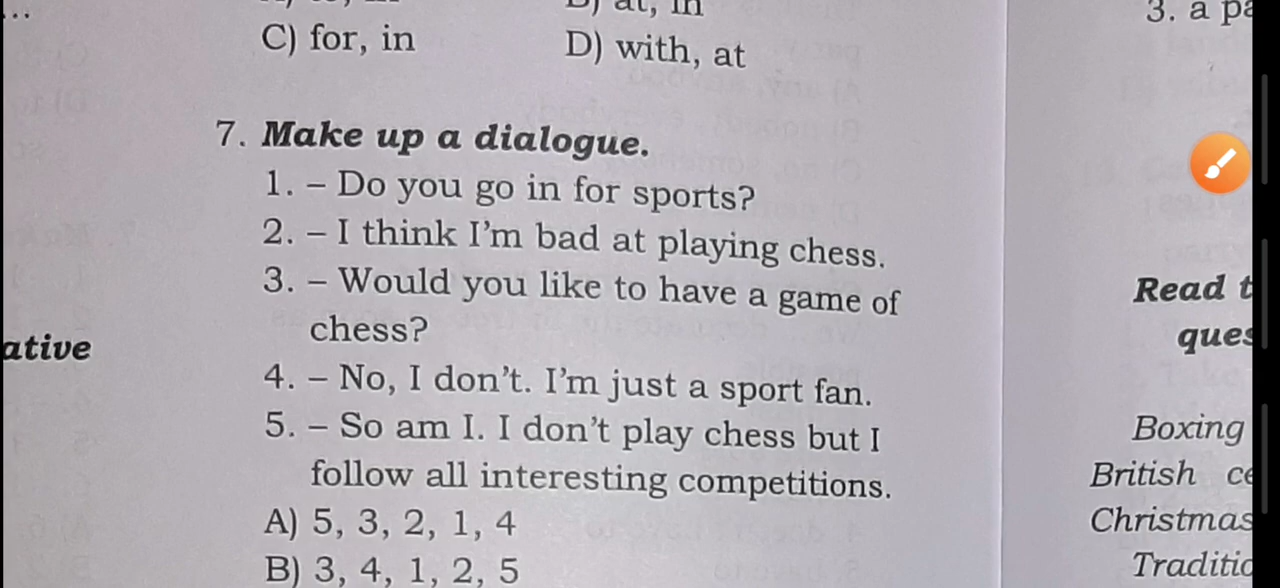 C) for, in
D) with, at
3. a
7. Make up a dialogue.
1. – Do you go in for sports?
2. – I think I'm bad at playing chess.
3. – Would you like to have a game of
chess?
4. – No, I don't. I'm just a sport fan.
5. – So am I. I don't play chess but I
follow all interesting competitions.
A) 5, 3, 2, 1, 4
B) 3, 4, 1, 2, 5
ative
Read
Boxing
British
Christmas